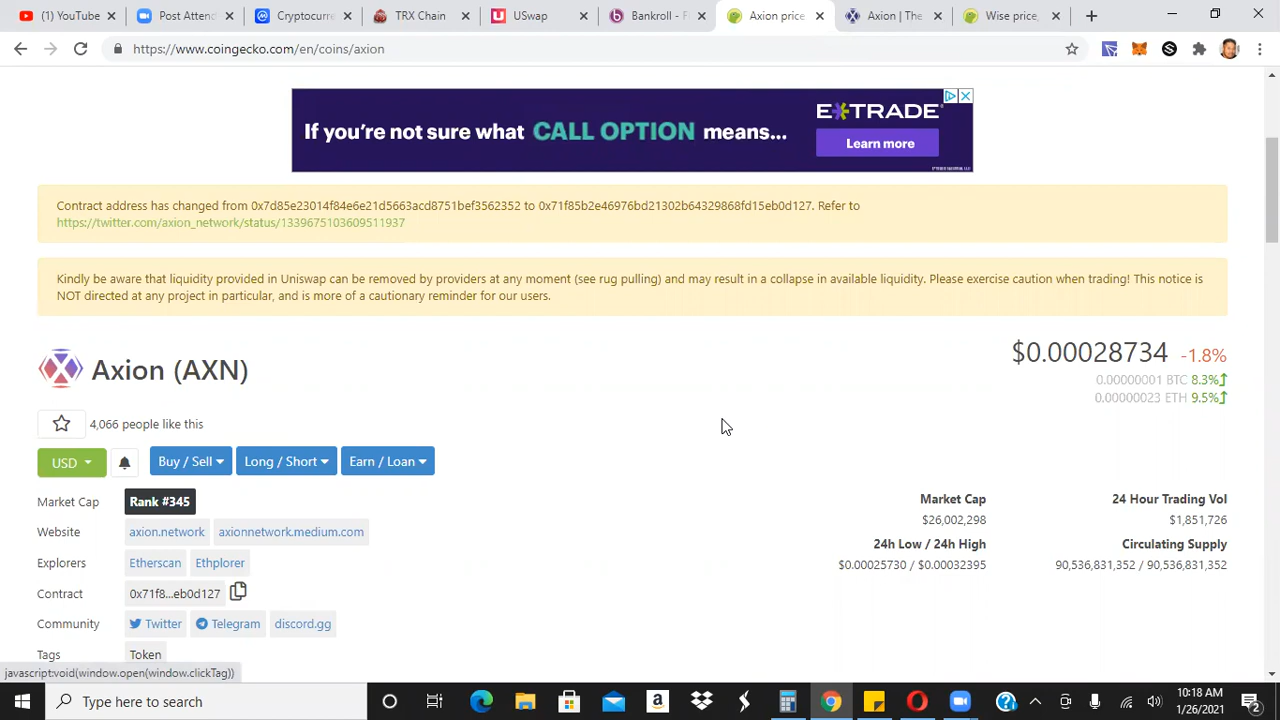 (1) YouTube
Post Attend
Cryptocurre
TRX Chain
USwap
Bankroll - F
Axion price
Axion | The
Wise price,
https://www.coingecko.com/en/coins/axion
If you're not sure what CALL OPTION means...
E*TRADE
Learn more
Contract address has changed from 0x7d85e23014f84e6e21d5663acd8751bef3562352 to 0x71f85b2e46976bd21302b64329868fd15eb0d127. Refer to
https://twitter.com/axion_network/status/1339675103609511937
Kindly be aware that liquidity provided in Uniswap can be removed by providers at any moment (see rug pulling) and may result in a collapse in available liquidity. Please exercise caution when trading! This notice is
NOT directed at any project in particular, and is more of a cautionary reminder for our users.
Axion (AXN)
$0.00028734 -1.8%
0.00000001 BTC 8.3%
0.00000023 ETH 9.5%
4,066 people like this
USD
Buy / Sell
Long / Short
Earn / Loan
Market Cap Rank #345
Website axion.network axionnetwork.medium.com
Explorers Etherscan Ethplorer
Contract 0x71f8...eb0d127
Community Twitter Telegram discord.gg
Tags Token
Market Cap
$26,002,298
24 Hour Trading Vol
$1,851,726
24h Low / 24h High
$0.00025730 / $0.00032395
Circulating Supply
90,536,831,352 / 90,536,831,352
javascript:void(window.open(window.clickTag))
Type here to search
10:18 AM
1/26/2021
2